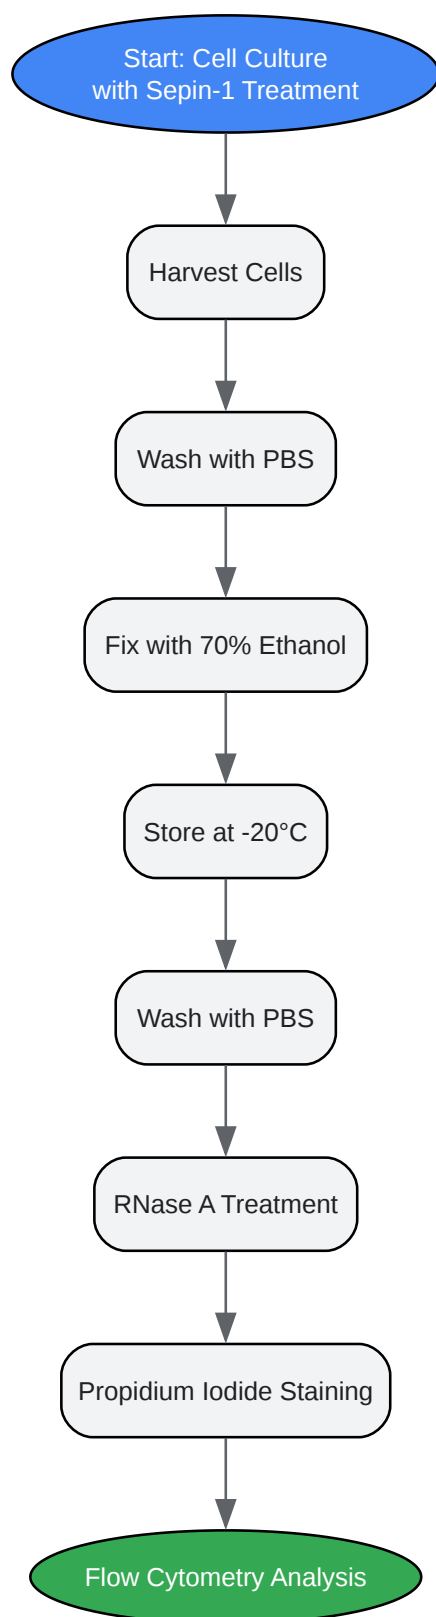 Start: Cell Culture
with Sepin-1 Treatment
Harvest Cells
Wash with PBS
Fix with 70% Ethanol
Store at -20°C
Wash with PBS
RNase A Treatment
Propidium Iodide Staining
Flow Cytometry Analysis